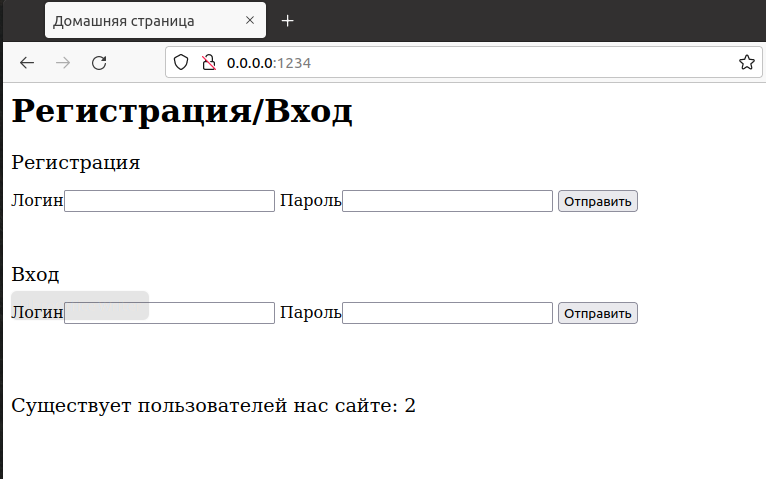 Домашняя страница
0.0.0.0:1234
Регистрация/Вход
Регистрация
Логин Пароль Отправить
Вход
Логин Пароль Отправить
Существует пользователей нас сайте: 2